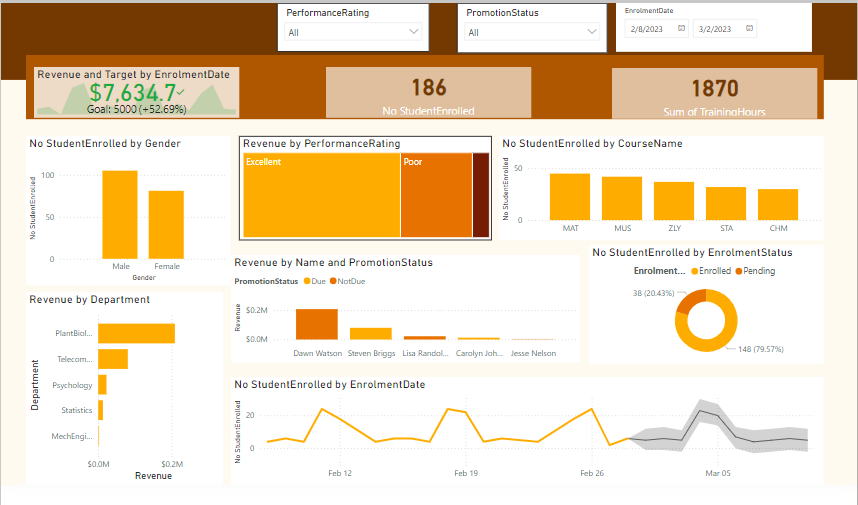 PerformanceRating
All
PromotionStatus
All
EnrolmentDate
2/8/2023
3/2/2023
Revenue and Target by EnrolmentDate
$7,634.7
Goal: 5000 (+52.69%)
186
No StudentEnrolled
1870
Sum of TrainingHours
No StudentEnrolled by Gender
No StudentEnrolled
100
50
0
Male
Female
Gender
Revenue by PerformanceRating
Excellent
Poor
No StudentEnrolled by CourseName
No StudentEnrolled
50
0
MAT
MUS
ZLY
STA
CHM
Revenue by Name and PromotionStatus
PromotionStatus
Due
NotDue
Revenue
$0.2M
$0.0M
Dawn Watson
Steven Briggs
Lisa Randol...
Carolyn Joh...
Jesse Nelson
No StudentEnrolled by EnrolmentStatus
Enrolment...
Enrolled
Pending
38 (20.43%)
148 (79.57%)
Revenue by Department
Department
PlantBiol...
Telecom...
Psychology
Statistics
MechEngi...
$0.0M
$0.2M
Revenue
No StudentEnrolled by EnrolmentDate
No StudentEnrolled
20
0
Feb 12
Feb 19
Feb 26
Mar 05